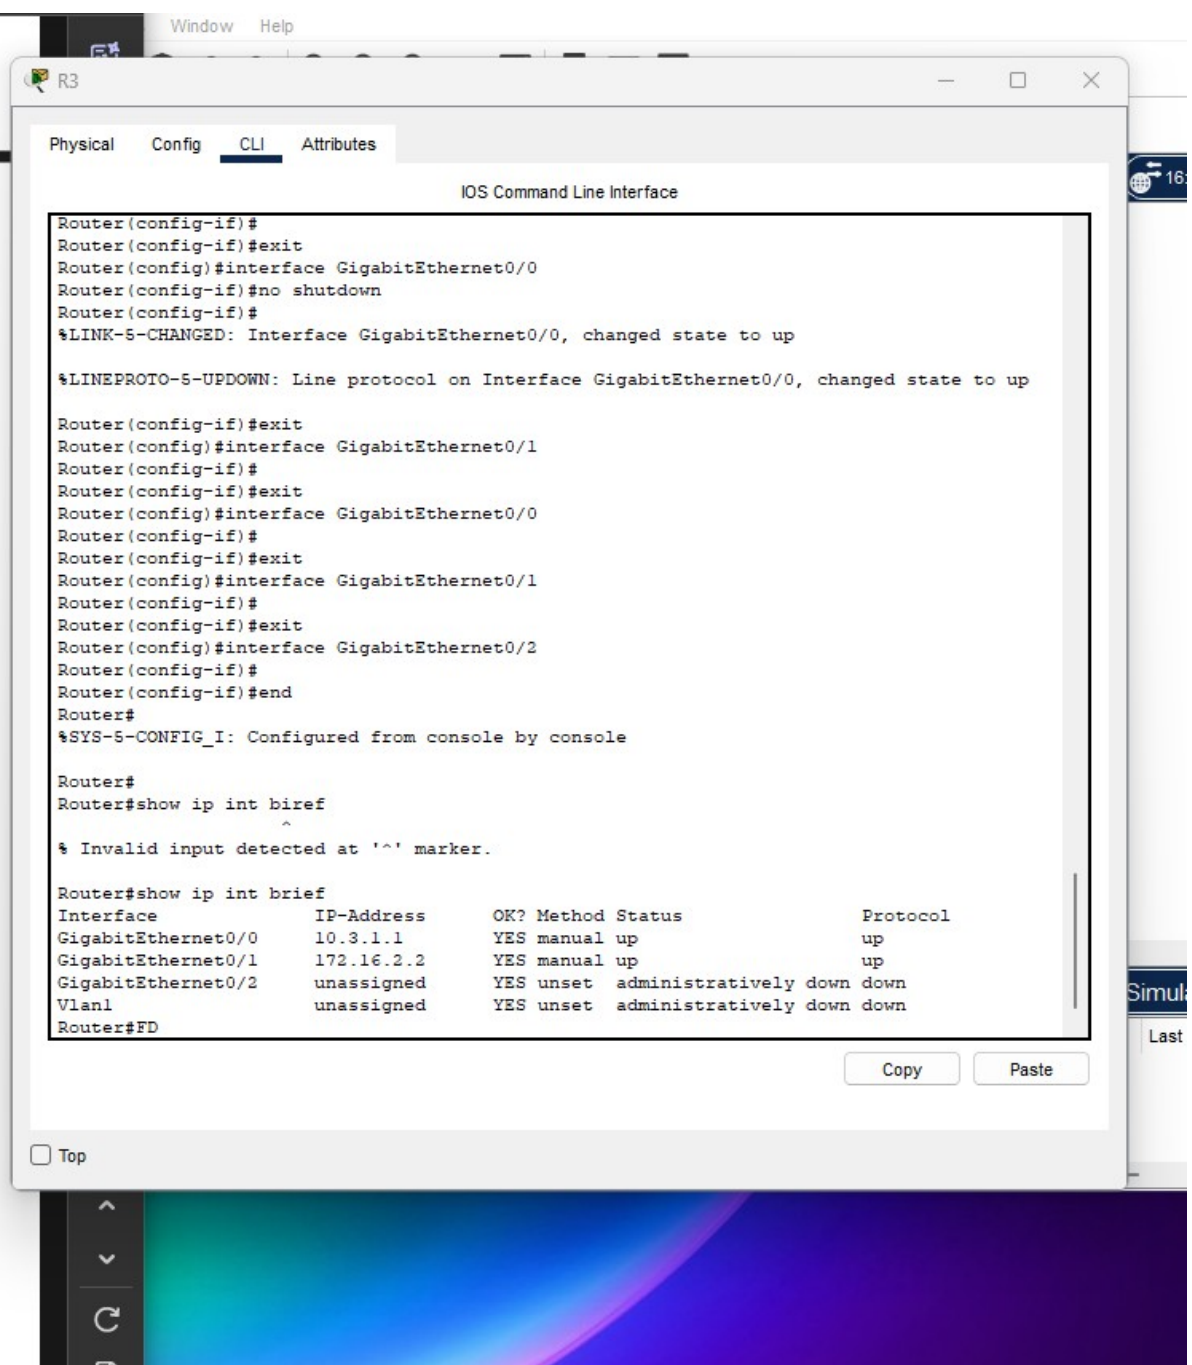 Window Help
R3
Physical Config CLI Attributes
16:
IOS Command Line Interface
Router(config-if)#
Router(config-if)#exit
Router(config)#interface GigabitEthernet0/0
Router(config-if)#no shutdown
Router(config-if)#
%LINK-5-CHANGED: Interface GigabitEthernet0/0, changed state to up
%LINEPROTO-5-UPDOWN: Line protocol on Interface GigabitEthernet0/0, changed state to up
Router(config-if)#exit
Router(config)#interface GigabitEthernet0/1
Router(config-if)#
Router(config-if)#exit
Router(config)#interface GigabitEthernet0/0
Router(config-if)#
Router(config-if)#exit
Router(config)#interface GigabitEthernet0/1
Router(config-if)#
Router(config-if)#exit
Router(config)#interface GigabitEthernet0/2
Router(config-if)#
Router(config-if)#end
Router#
%SYS-5-CONFIG_I: Configured from console by console
Router#
Router#show ip int biref
^
% Invalid input detected at '^' marker.
Router#show ip int brief
Interface IP-Address OK? Method Status Protocol
GigabitEthernet0/0 10.3.1.1 YES manual up up
GigabitEthernet0/1 172.16.2.2 YES manual up up
GigabitEthernet0/2 unassigned YES unset administratively down down
Vlan1 unassigned YES unset administratively down down
Router#FD
Simula
Last
Copy Paste
Top